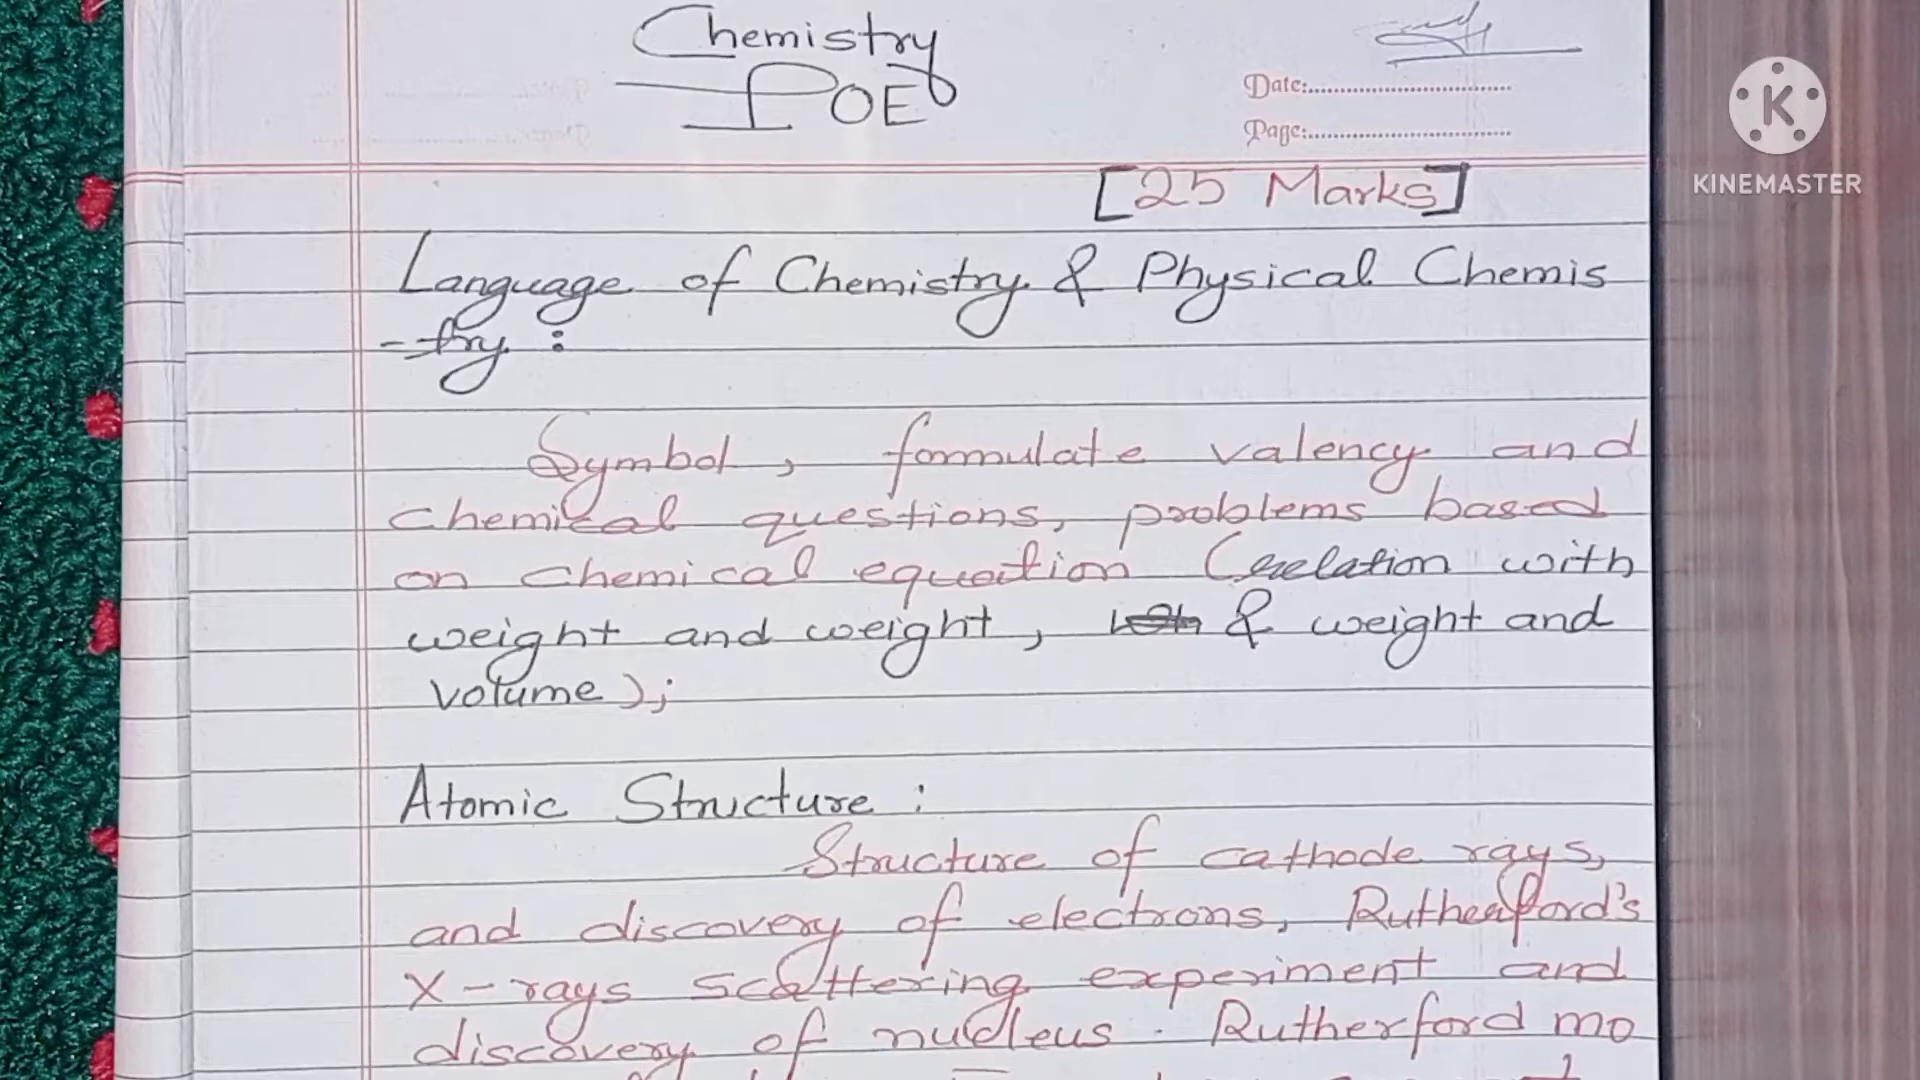 Chemistry
POE
Date:
Page:
K
KINEMASTER
[25 Marks]
Language of Chemistry & Physical Chemis
-try :
Symbol, formulate valency and
chemical questions, problems based
on chemical equation (relation with
weight and weight, & weight and
volume);
Atomic Structure :
Structure of cathode rays,
and discovery of electrons, Rutherford's
X-rays scattering experiment and
discovery of nucleus. Rutherford mo